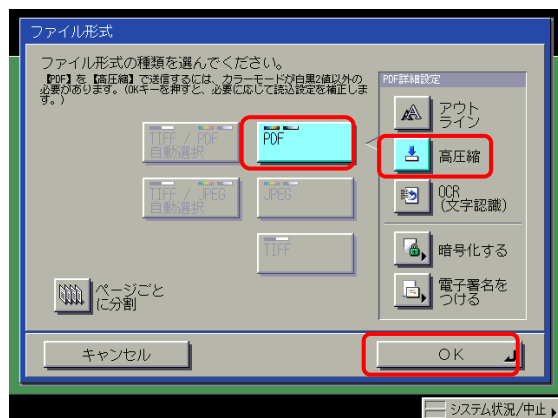 ファイル形式
ファイル形式の種類を選んでください。
【PDF】を【高圧縮】で送信するには、カラーモードが白黒2値以外の
必要があります。(OKキーを押すと、必要に応じて読込設定を補正しま
す。)
PDF詳細設定
TIFF / PDF
自動選択
PDF
アウト
ライン
高圧縮
TIFF / JPEG
自動選択
JPEG
OCR
(文字認識)
TIFF
暗号化する
ページごと
に分割
電子署名を
つける
キャンセル
OK
システム状況/中止